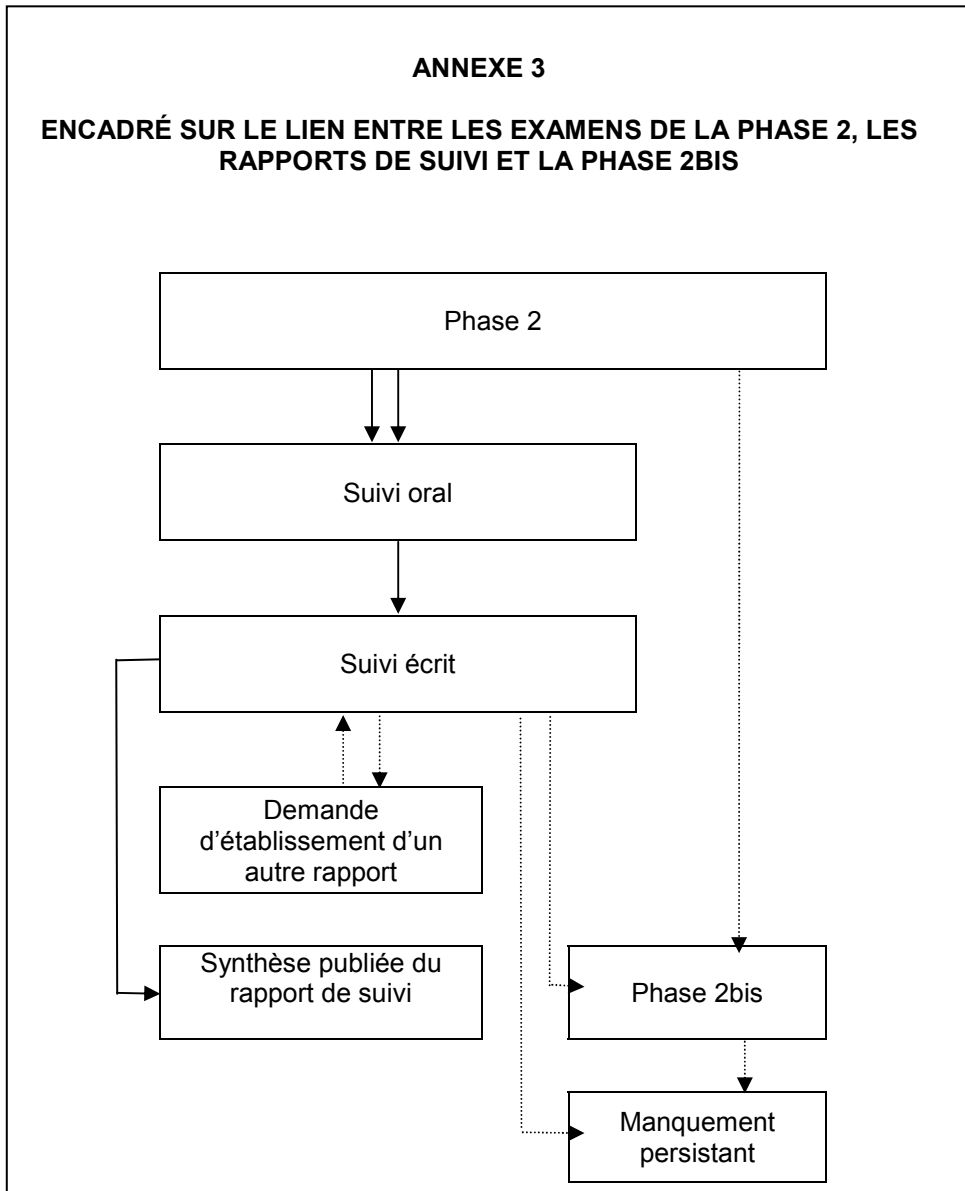 ANNEXE 3
ENCADRÉ SUR LE LIEN ENTRE LES EXAMENS DE LA PHASE 2, LES
RAPPORTS DE SUIVI ET LA PHASE 2BIS
Phase 2
Suivi oral
Suivi écrit
Demande
d’établissement d’un
autre rapport
Synthèse publiée du
rapport de suivi
Phase 2bis
Manquement
persistant